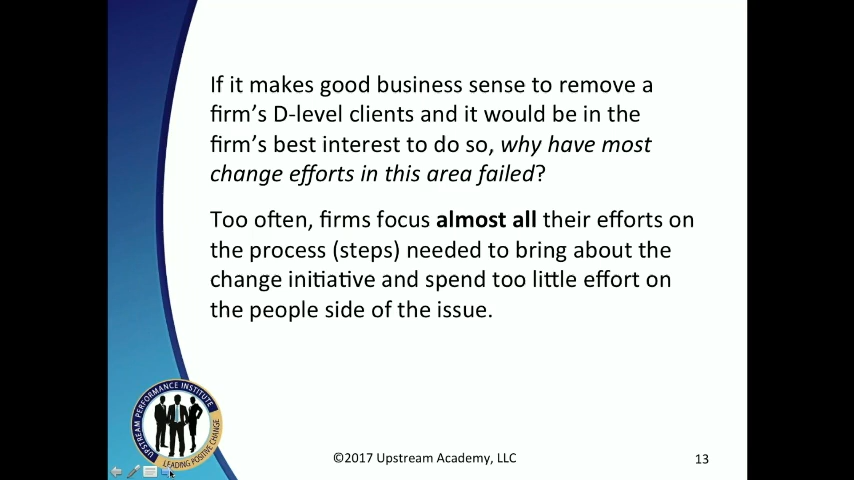 If it makes good business sense to remove a
firm's D-level clients and it would be in the
firm's best interest to do so, why have most
change efforts in this area failed?
Too often, firms focus almost all their efforts on
the process (steps) needed to bring about the
change initiative and spend too little effort on
the people side of the issue.
UPSTREAM PERFORMANCE INSTITUTE
LEADING POSITIVE CHANGE
©2017 Upstream Academy, LLC
13